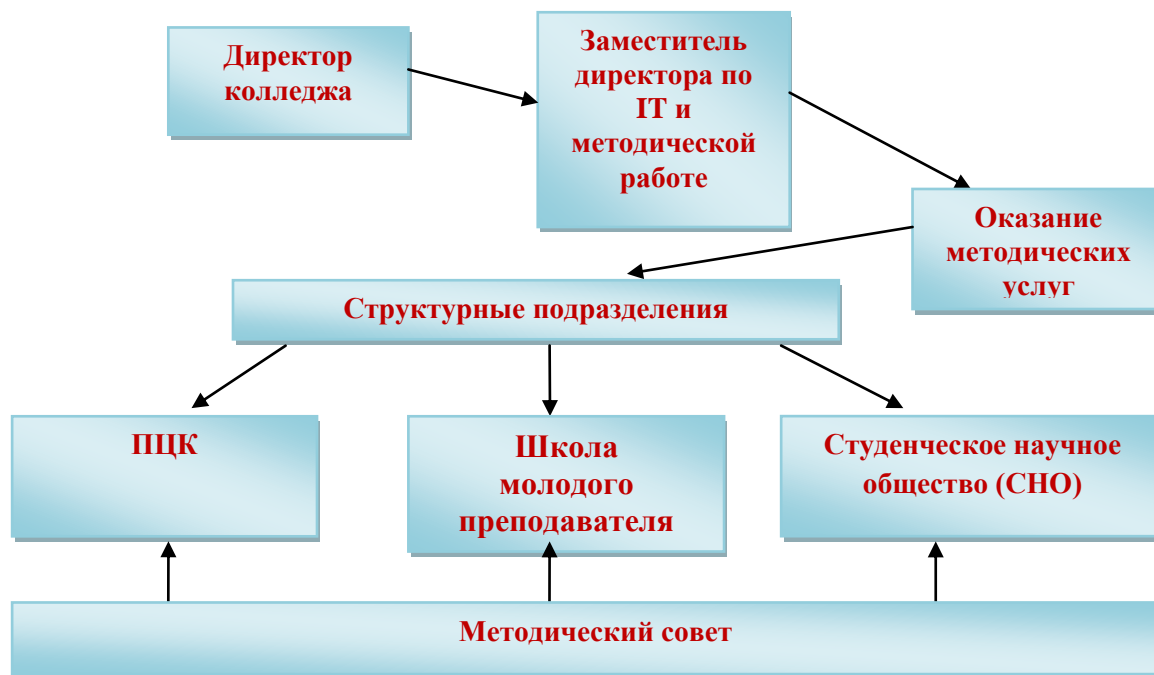 Директор
колледжа
Заместитель
директора по
IT и
методической
работе
Оказание
методических
услуг
Структурные подразделения
ПЦК
Школа
молодого
преподавателя
Студенческое научное
общество (СНО)
Методический совет